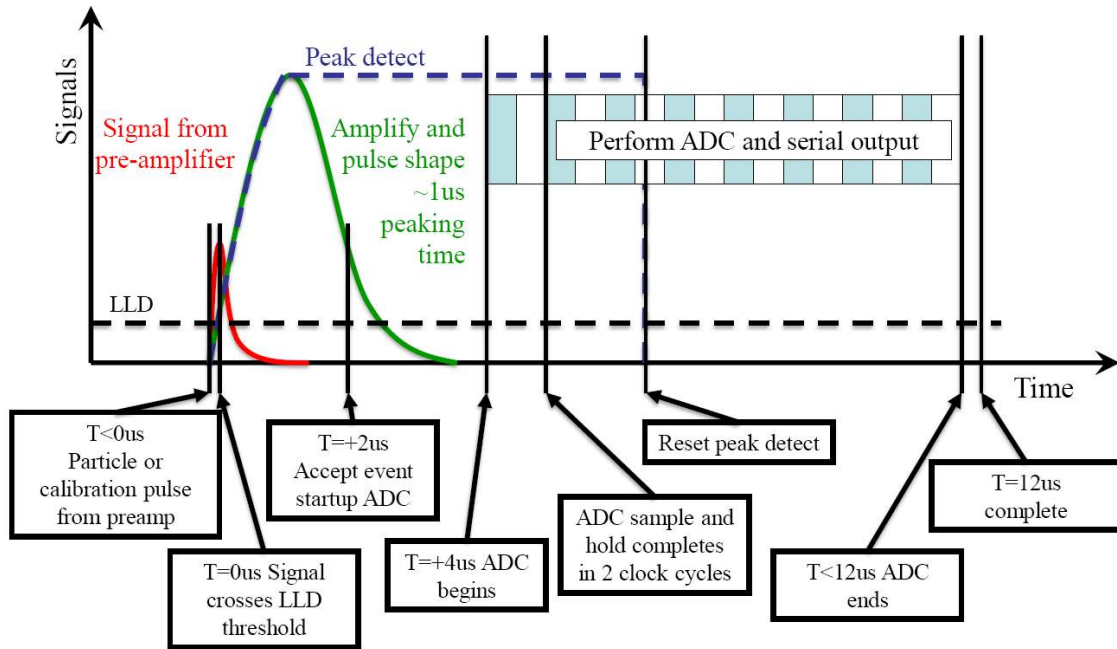 Signals
Peak detect
Signal from
pre-amplifier
Amplify and
pulse shape
~1us
peaking
time
Perform ADC and serial output
LLD
Time
T<0us
Particle or
calibration pulse
from preamp
T=0us Signal
crosses LLD
threshold
T=+2us
Accept event
startup ADC
T=+4us ADC
begins
ADC sample and
hold completes
in 2 clock cycles
Reset peak detect
T<12us ADC
ends
T=12us
complete